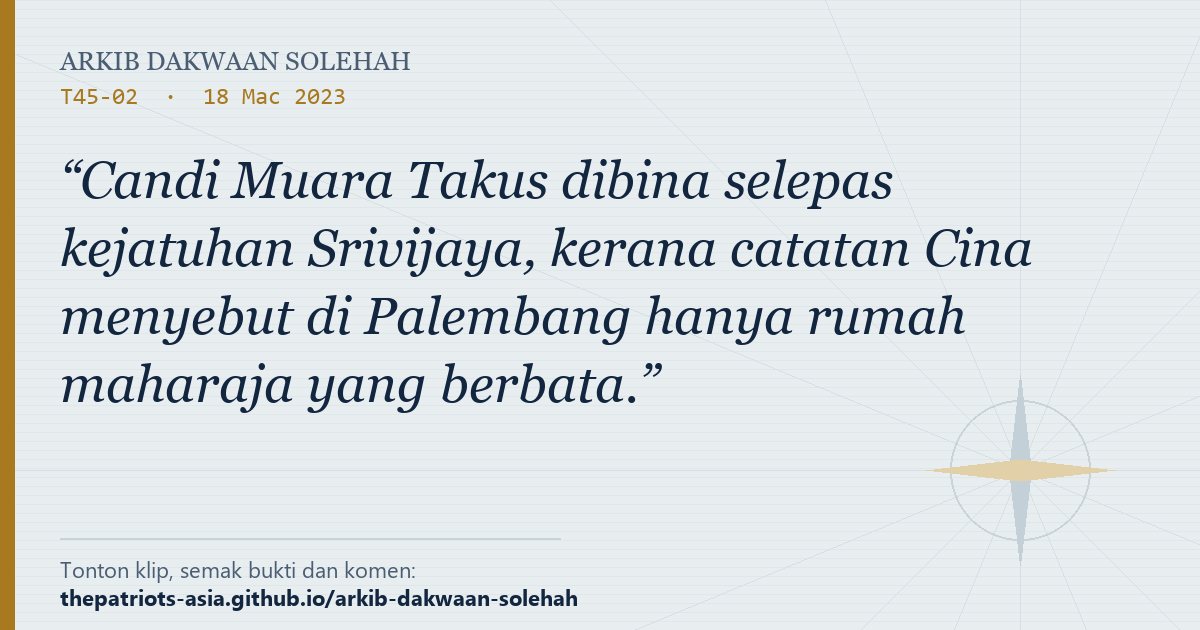 ARKIB DAKWAAN SOLEHAH
T45-02 · 18 Mac 2023
“Candi Muara Takus dibina selepas
kejatuhan Srivijaya, kerana catatan Cina
menyebut di Palembang hanya rumah
maharaja yang berbata.”
Tonton klip, semak bukti dan komen:
thepatriots-asia.github.io/arkib-dakwaan-solehah